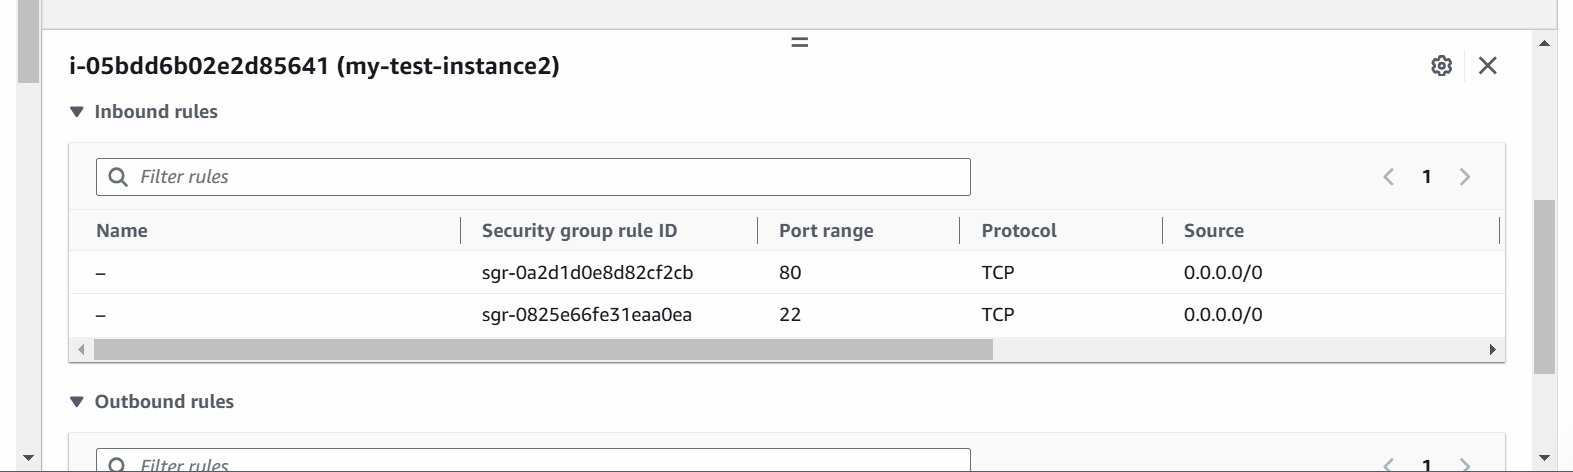 i-05bdd6b02e2d85641 (my-test-instance2)
Inbound rules
Filter rules
1
Name Security group rule ID Port range Protocol Source
– sgr-0a2d1d0e8d82cf2cb 80 TCP 0.0.0.0/0
– sgr-0825e66fe31eaa0ea 22 TCP 0.0.0.0/0
Outbound rules
Filter rules
1